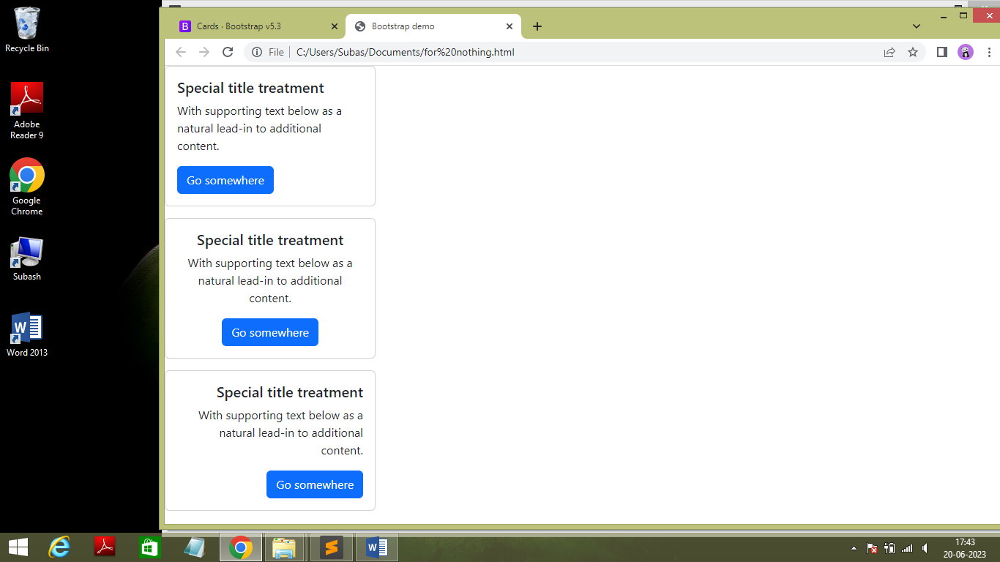 Recycle Bin
Adobe
Reader 9
Google
Chrome
Subash
Word 2013
Cards · Bootstrap v5.3
Bootstrap demo
File
C:/Users/Subas/Documents/for%20nothing.html
Special title treatment
With supporting text below as a
natural lead-in to additional
content.
Go somewhere
Special title treatment
With supporting text below as a
natural lead-in to additional
content.
Go somewhere
Special title treatment
With supporting text below as a
natural lead-in to additional
content.
Go somewhere
17:43
20-06-2023